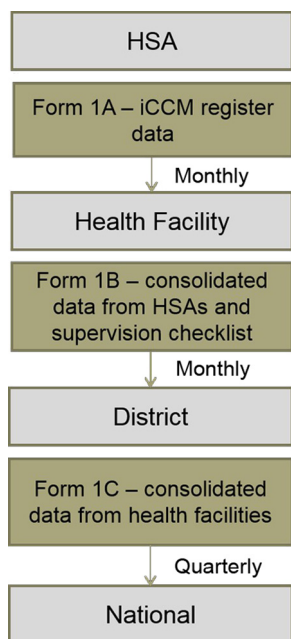 HSA
Form 1A – iCCM register
data
Monthly
Health Facility
Form 1B – consolidated
data from HSAs and
supervision checklist
Monthly
District
Form 1C – consolidated
data from health facilities
Quarterly
National